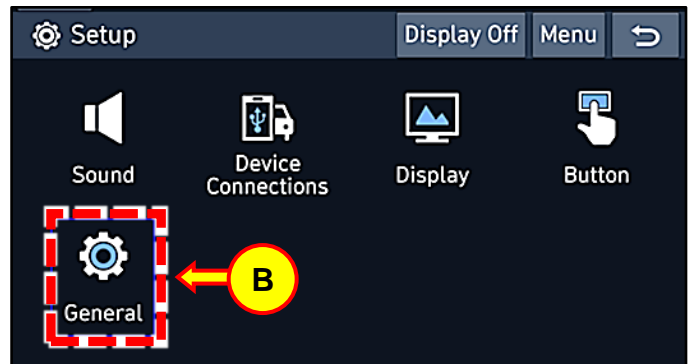 Setup
Display Off
Menu
Sound
Device
Connections
Display
Button
General
B